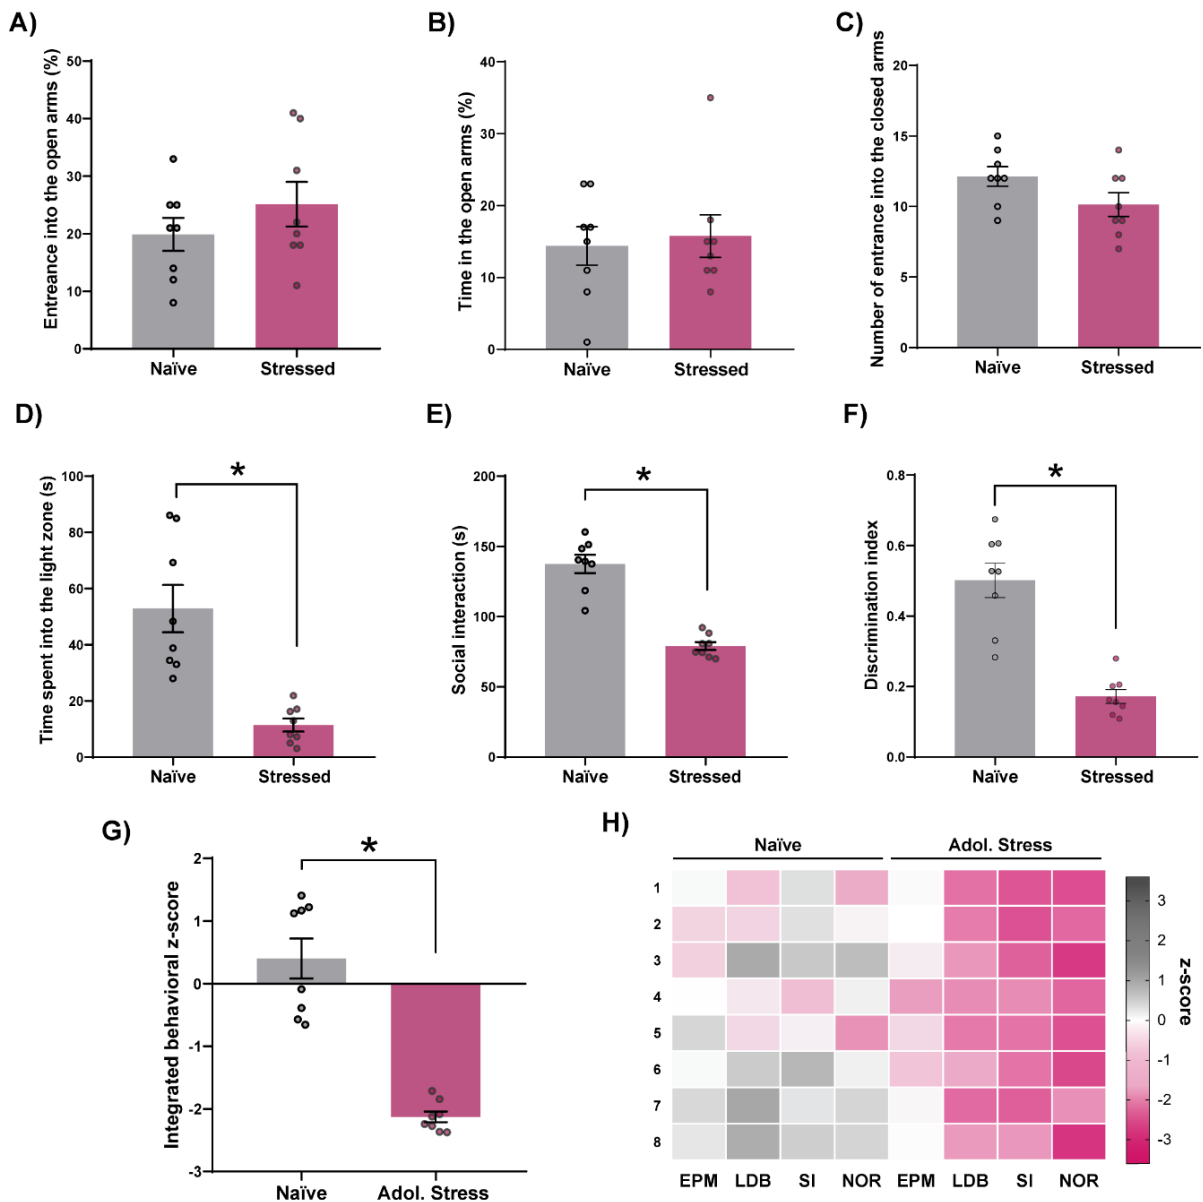 A)
Entreance into the open arms (%)
50
40
30
20
10
0
Naïve Stressed
B)
Time in the open arms (%)
40
30
20
10
0
Naïve Stressed
C)
Number of entrance into the closed arms
20
15
10
5
0
Naïve Stressed
D)
Time spent into the light zone (s)
100
80
60
40
20
0
*
Naïve Stressed
E)
Social interaction (s)
200
150
100
50
0
*
Naïve Stressed
F)
Discrimination index
0.8
0.6
0.4
0.2
0.0
*
Naïve Stressed
G)
Integrated behavioral z-score
2
1
0
-1
-2
-3
*
Naïve Adol. Stress
H)
Naïve Adol. Stress
1
2
3
4
5
6
7
8
EPM LDB SI NOR EPM LDB SI NOR
3
2
1
0
-1
-2
-3
z-score